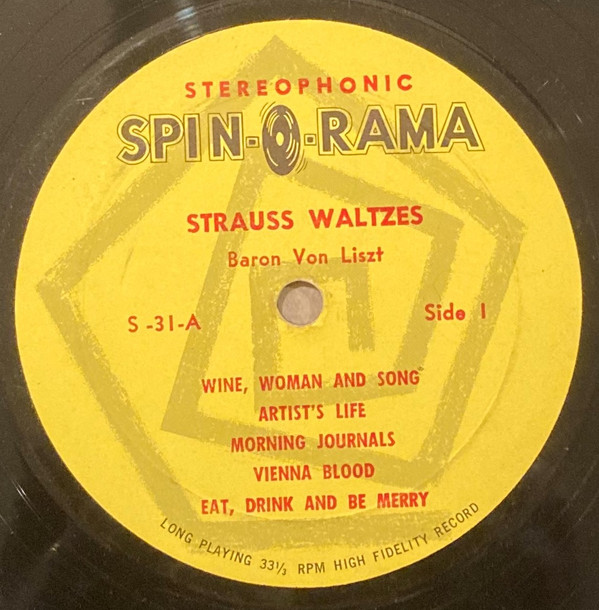 STEREOPHONIC
SPIN-O-RAMA
STRAUSS WALTZES
Baron Von Liszt
S-31-A
Side 1
WINE, WOMAN AND SONG
ARTIST'S LIFE
MORNING JOURNALS
VIENNA BLOOD
EAT, DRINK AND BE MERRY
LONG PLAYING 33⅓ RPM HIGH FIDELITY RECORD